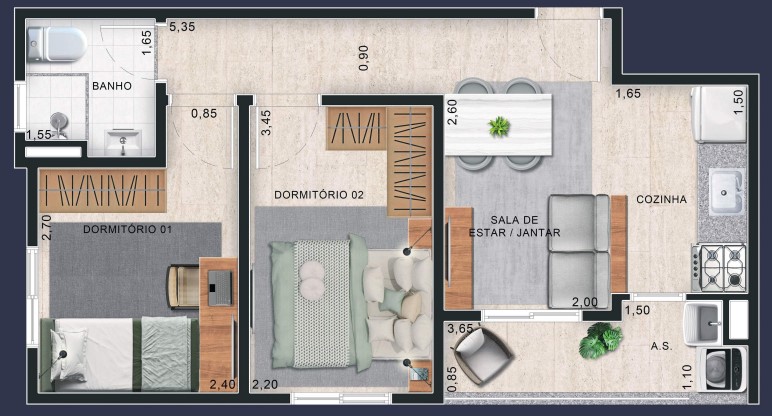 5,35
1,65
0,90
BANHO
1,55
0,85
3,45
2,60
1,65
1,50
DORMITÓRIO 02
COZINHA
SALA DE
ESTAR / JANTAR
DORMITÓRIO 01
2,70
2,00
1,50
3,65
A.S.
0,85
1,10
2,40
2,20